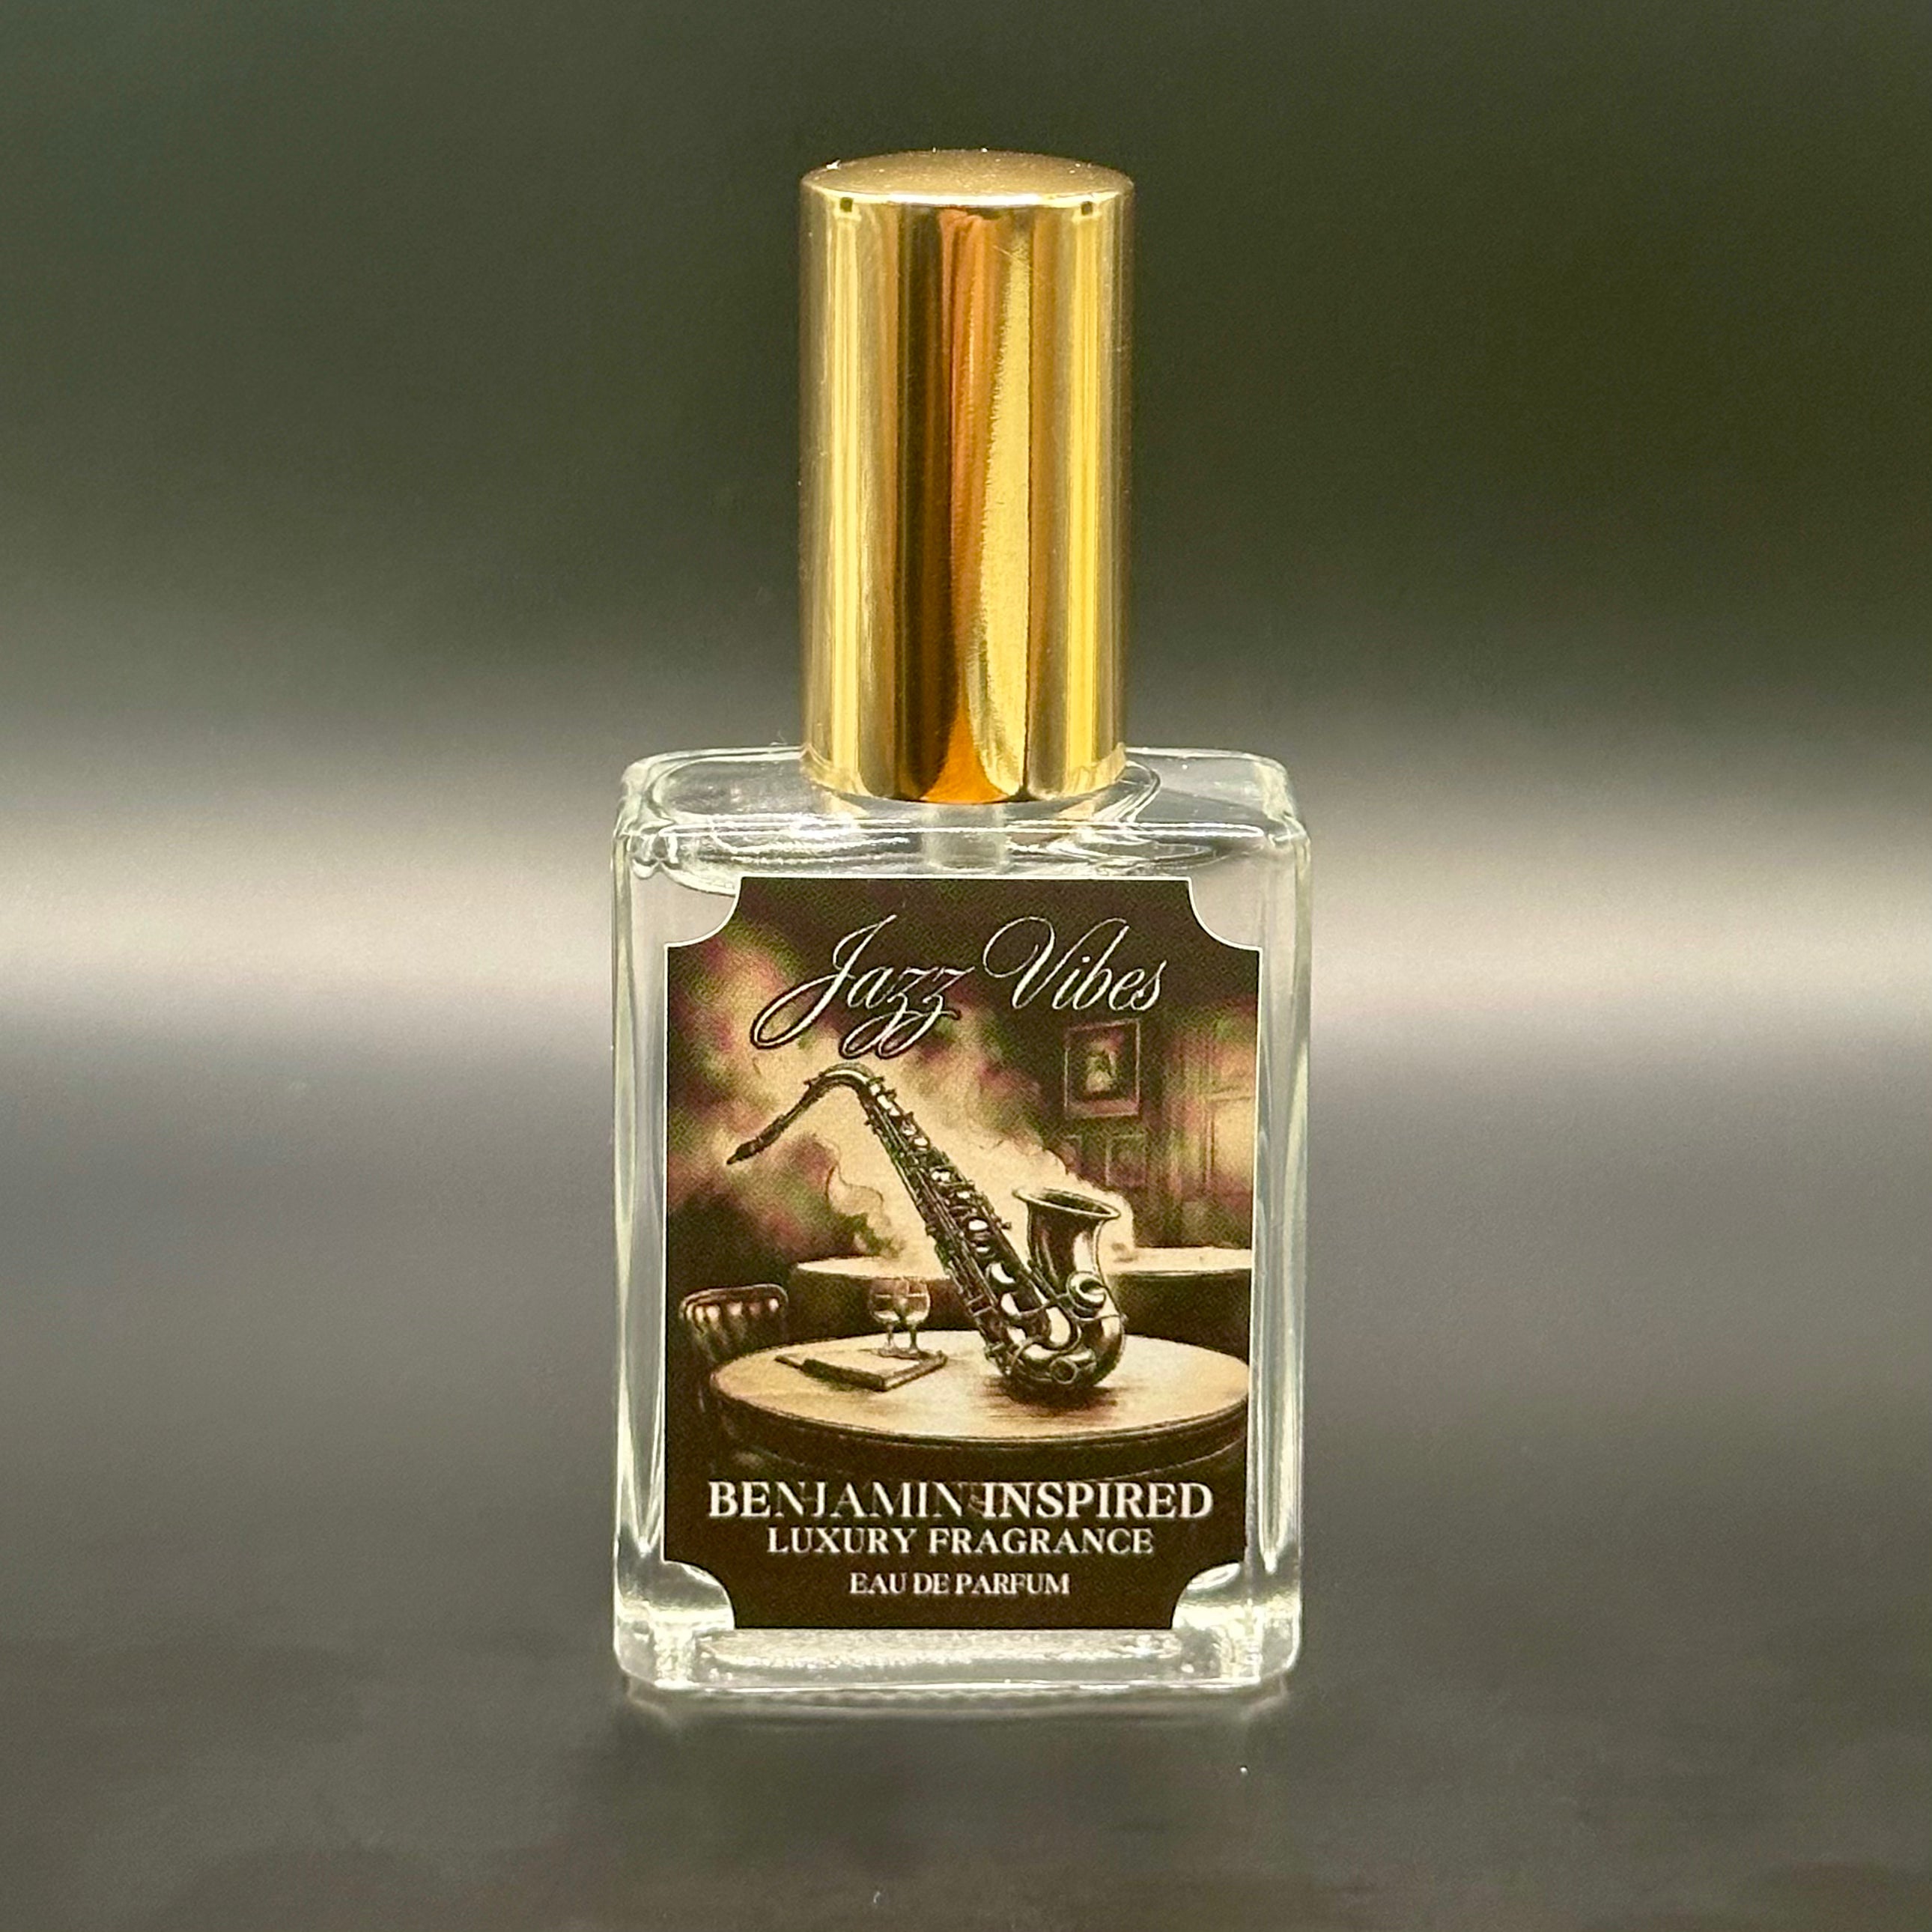 Jazz Vibes
BENJAMIN INSPIRED
LUXURY FRAGRANCE
EAU DE PARFUM